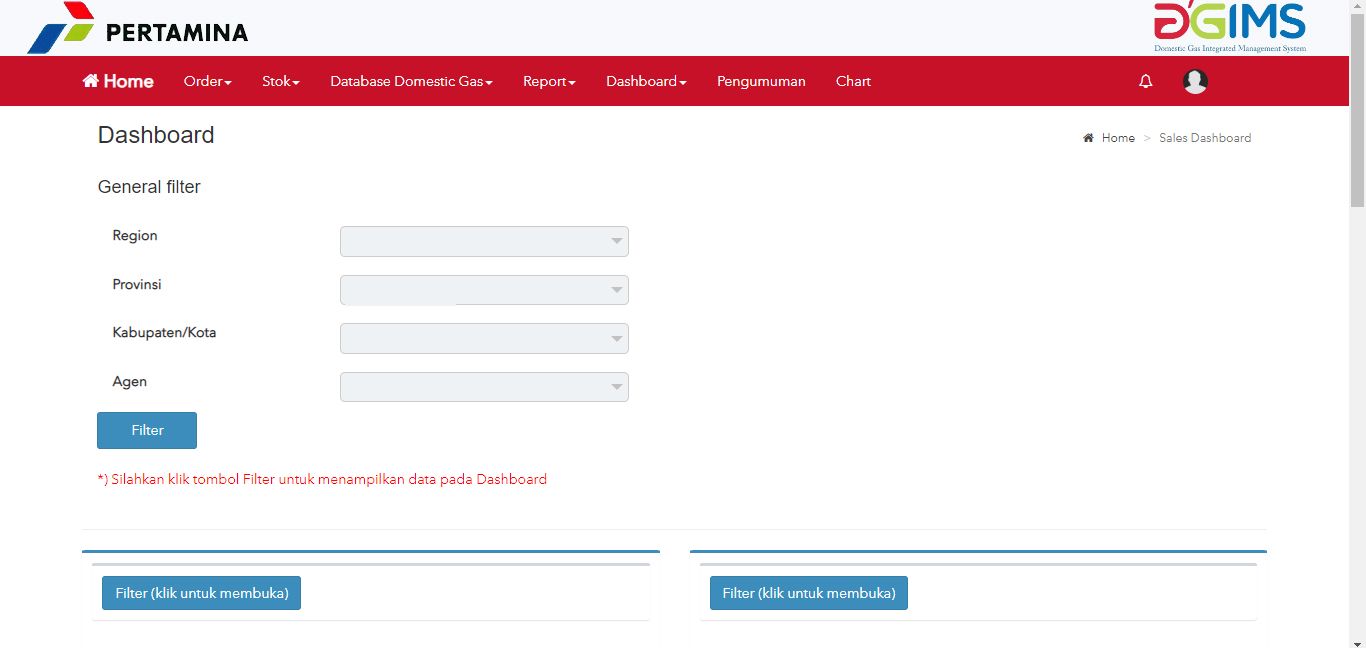 PERTAMINA
GIMS
Domestic Gas Integrated Management System
Home Order Stok Database Domestic Gas Report Dashboard Pengumuman Chart
Dashboard
Home > Sales Dashboard
General filter
Region
Provinsi
Kabupaten/Kota
Agen
Filter
*) Silahkan klik tombol Filter untuk menampilkan data pada Dashboard
Filter (klik untuk membuka)
Filter (klik untuk membuka)